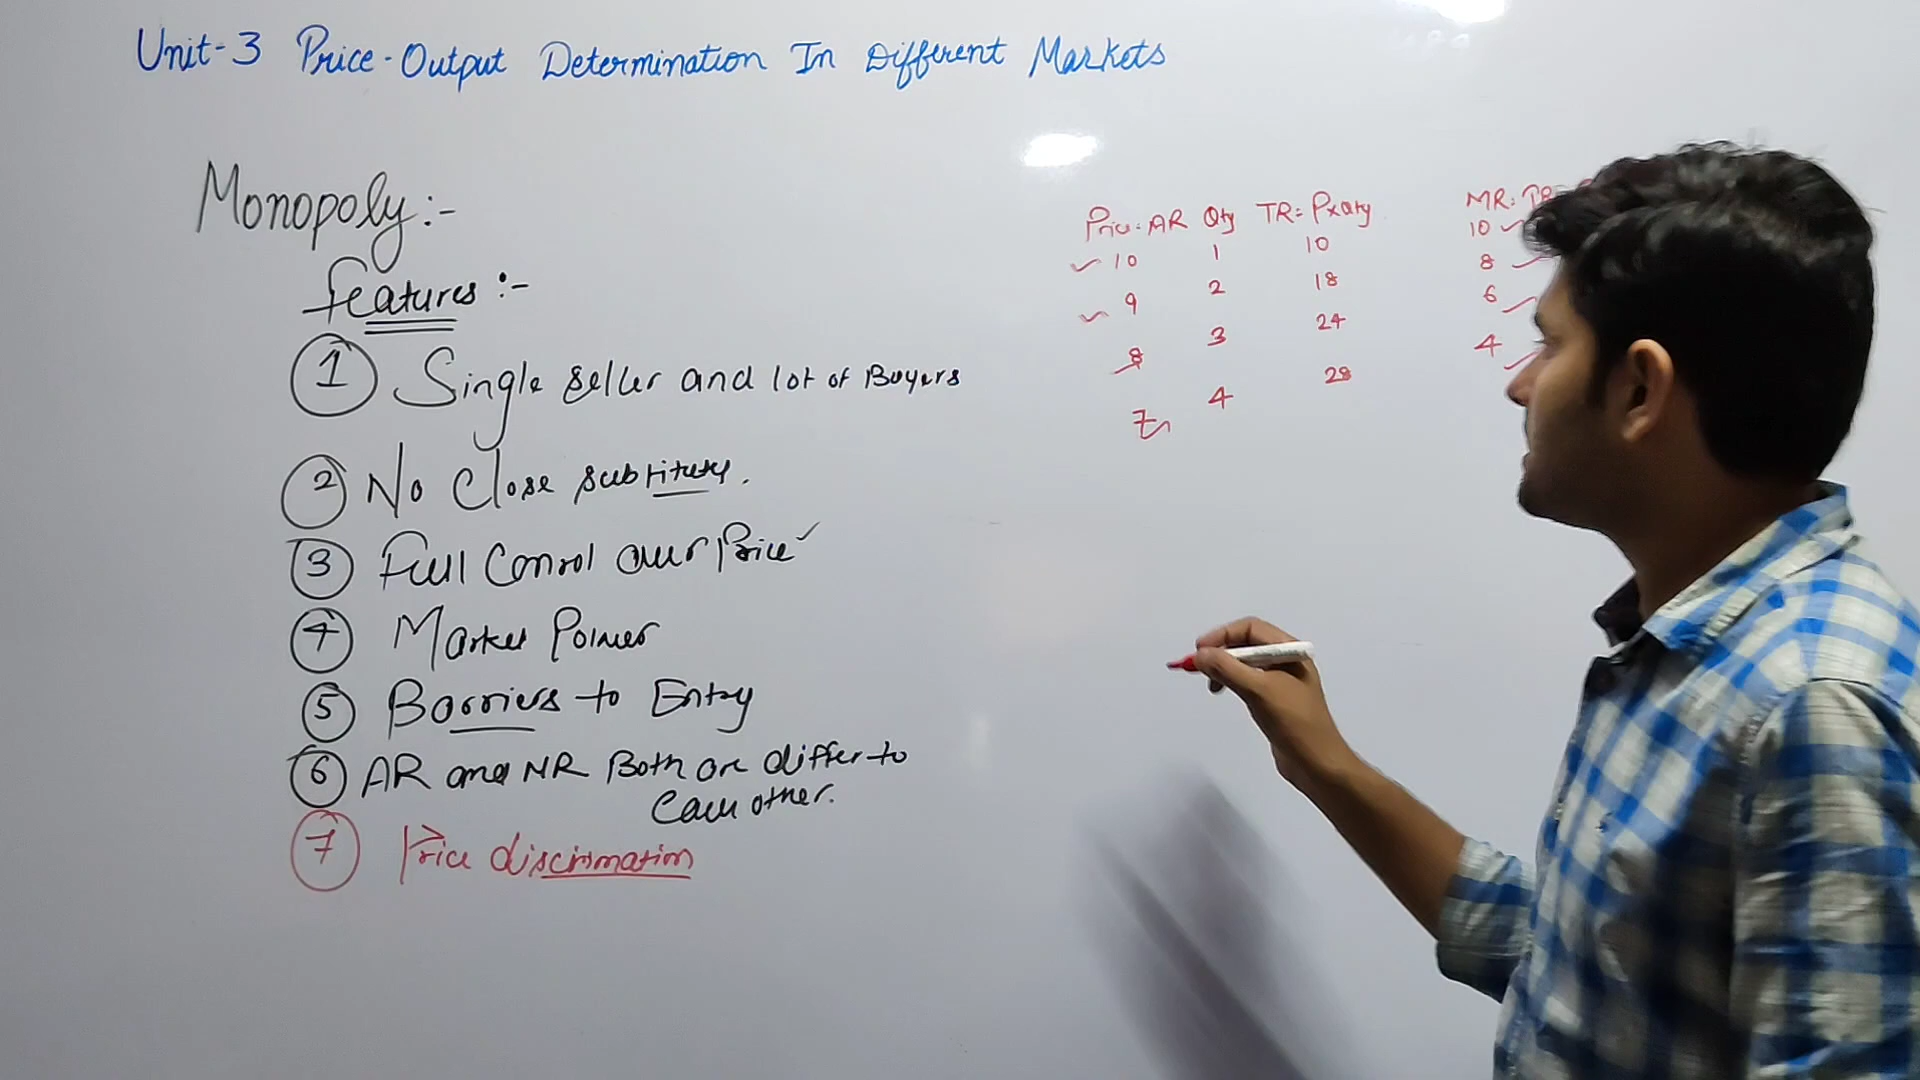 Unit-3 Price-Output Determination In Different Markets
Monopoly:-
features:-
1 Single seller and lot of Buyers
2 No Close subtitutes.
3 Full Conrol over Price
4 Market Power
5 Barriers to Entry
6 AR and MR Both are differ to
Each other.
7 Price discrimation
Price=AR Qty TR=PxQty MR=
10 1 10 10
9 2 18 8
8 3 24 6
7 4 28 4